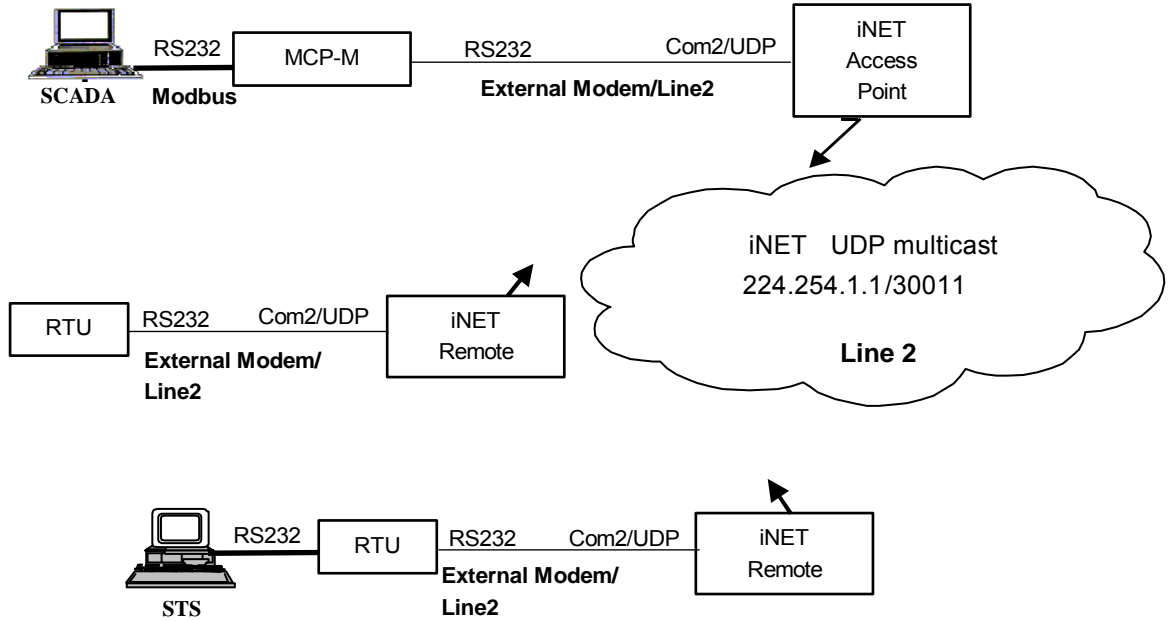 SCADA
RS232
Modbus
MCP-M
RS232
Com2/UDP
External Modem/Line2
iNET
Access
Point
iNET UDP multicast
224.254.1.1/30011
Line 2
RTU
RS232
Com2/UDP
External Modem/
Line2
iNET
Remote
STS
RS232
RTU
RS232
Com2/UDP
External Modem/
Line2
iNET
Remote